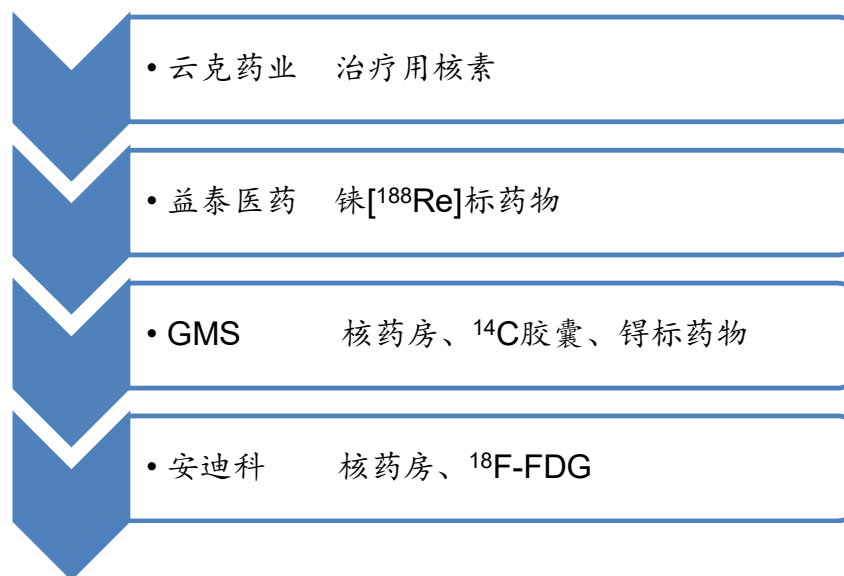 • 云克药业 治疗用核素
• 益泰医药 铼[¹⁸⁸Re]标药物
• GMS 核药房、¹⁴C胶囊、锝标药物
• 安迪科 核药房、¹⁸F-FDG